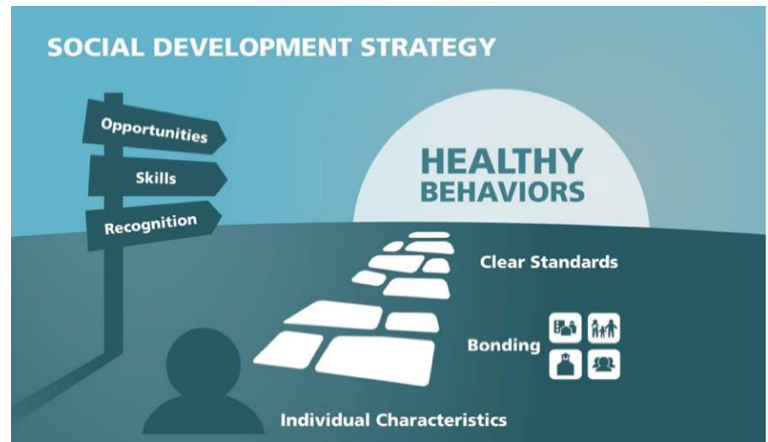 SOCIAL DEVELOPMENT STRATEGY
Opportunities
Skills
Recognition
HEALTHY
BEHAVIORS
Clear Standards
Bonding
Individual Characteristics